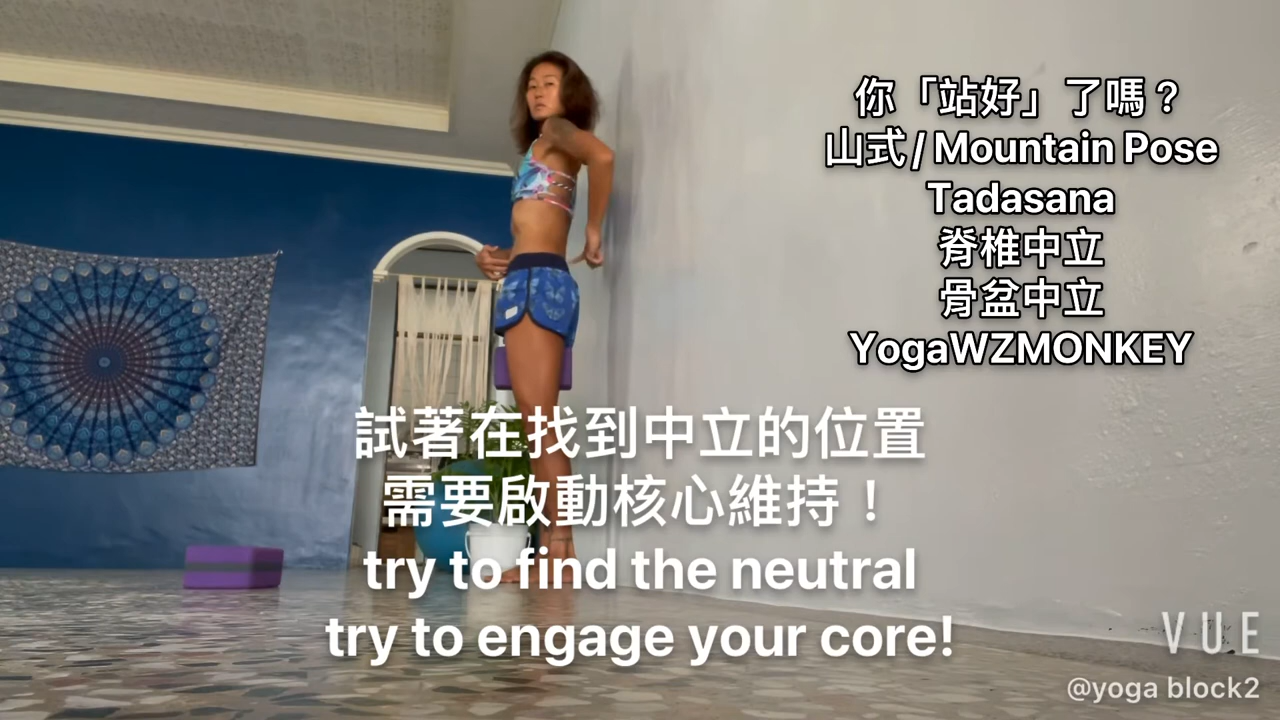 你「站好」了嗎？
山式 / Mountain Pose
Tadasana
脊椎中立
骨盆中立
YogaWZMONKEY
試著在找到中立的位置
需要啟動核心維持！
try to find the neutral
try to engage your core!
VUE
@yoga block2